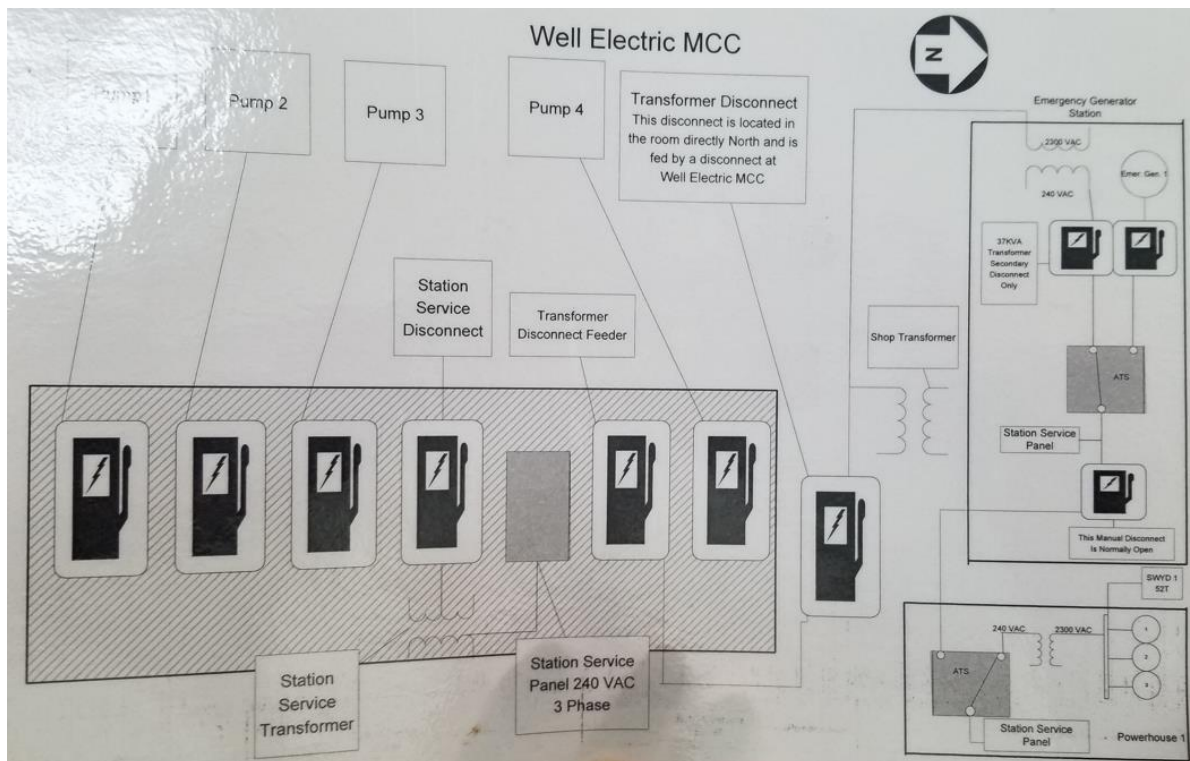 Well Electric MCC
N
Pump 1
Pump 2
Pump 3
Pump 4
Transformer Disconnect
This disconnect is located in
the room directly North and is
fed by a disconnect at
Well Electric MCC
Emergency Generator
Station
2300 VAC
240 VAC
Emer. Gen. 1
37KVA
Transformer
Secondary
Disconnect
Only
Station
Service
Disconnect
Transformer
Disconnect Feeder
Shop Transformer
ATS
Station Service
Panel
This Manual Disconnect
Is Normally Open
SWYD 1
52T
240 VAC
2300 VAC
1
2
3
ATS
Station Service
Panel
Powerhouse 1
Station
Service
Transformer
Station Service
Panel 240 VAC
3 Phase